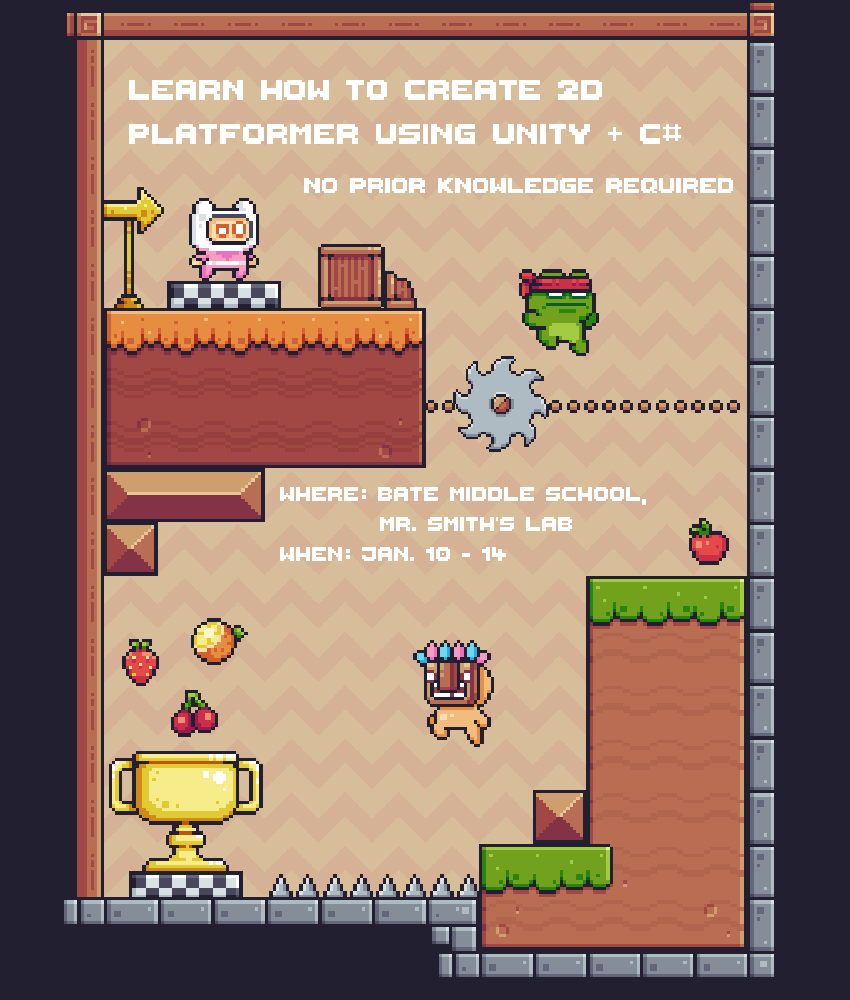 LEARN HOW TO CREATE 2D
PLATFORMER USING UNITY + C#
NO PRIOR KNOWLEDGE REQUIRED
WHERE: BATE MIDDLE SCHOOL,
MR. SMITH'S LAB
WHEN: JAN. 10 - 14